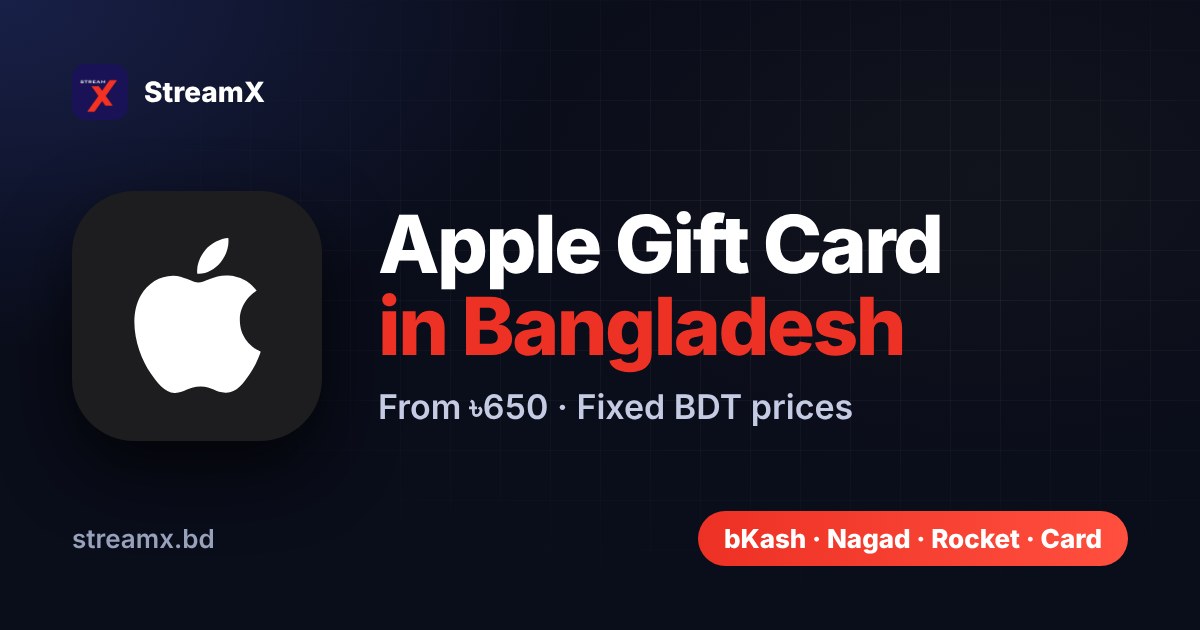 STREAM
X
StreamX
Apple Gift Card
in Bangladesh
From ৳650 · Fixed BDT prices
streamx.bd
bKash · Nagad · Rocket · Card